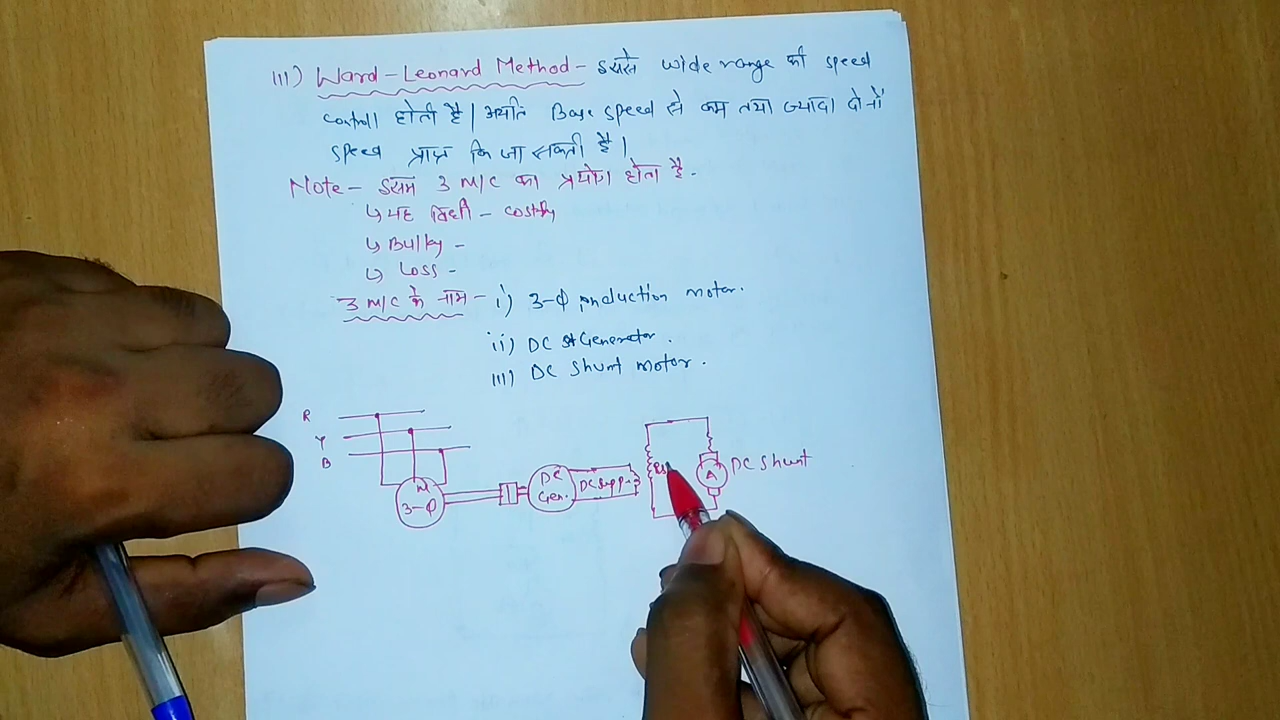 III) Ward-Leonard Method- इससे wide range की speed
control होती है| अर्थात Base speed से कम तथा ज्यादा दोनों
speed प्राप्त कि जा सकती है|
Note- इसमे 3 M/C का प्रयोग होता है.
↳ यह विधी - costly
↳ Bulky -
↳ Loss -
3 M/C के नाम - i) 3-Φ Induction motor.
ii) DC Generator.
III) DC Shunt motor.
R
Y
B
M
3-Φ
DC
Gen.
DC Supp
A
DC Shunt